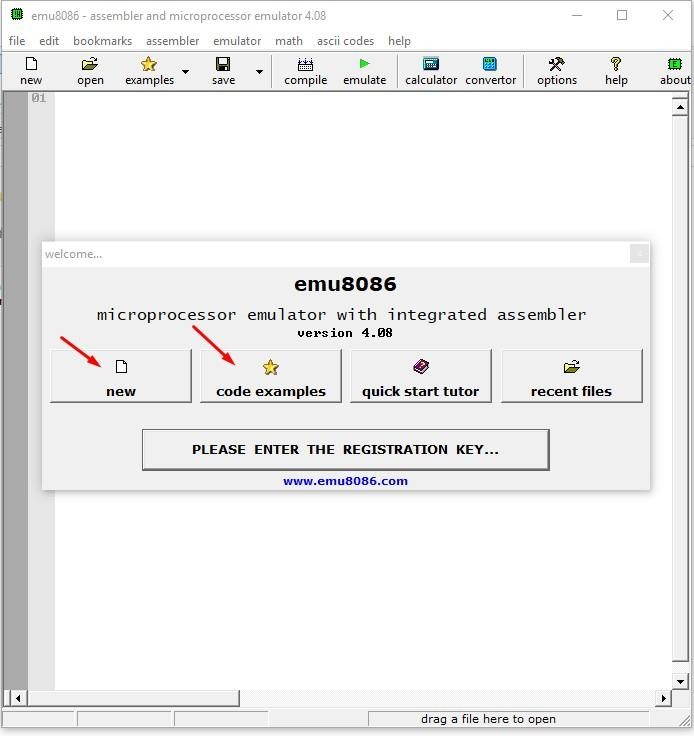 emu8086 - assembler and microprocessor emulator 4.08
file edit bookmarks assembler emulator math ascii codes help
new open examples save compile emulate calculator convertor options help about
01
welcome...
emu8086
microprocessor emulator with integrated assembler
version 4.08
new code examples quick start tutor recent files
PLEASE ENTER THE REGISTRATION KEY...
www.emu8086.com
drag a file here to open